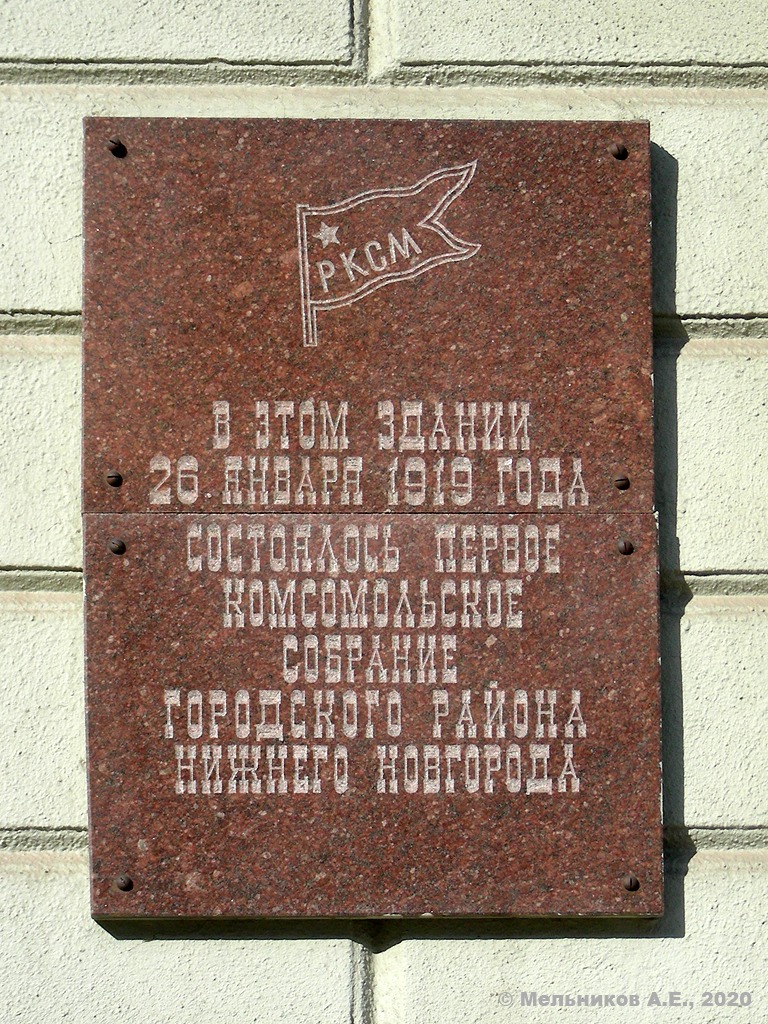 РКСМ
В ЭТОМ ЗДАНИИ
26 ЯНВАРЯ 1919 ГОДА
СОСТОЯЛОСЬ ПЕРВОЕ
КОМСОМОЛЬСКОЕ
СОБРАНИЕ
ГОРОДСКОГО РАЙОНА
НИЖНЕГО НОВГОРОДА
© Мельников А.Е., 2020